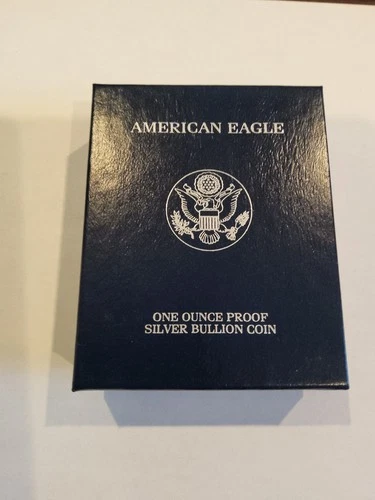 AMERICAN EAGLE
ONE OUNCE PROOF
SILVER BULLION COIN